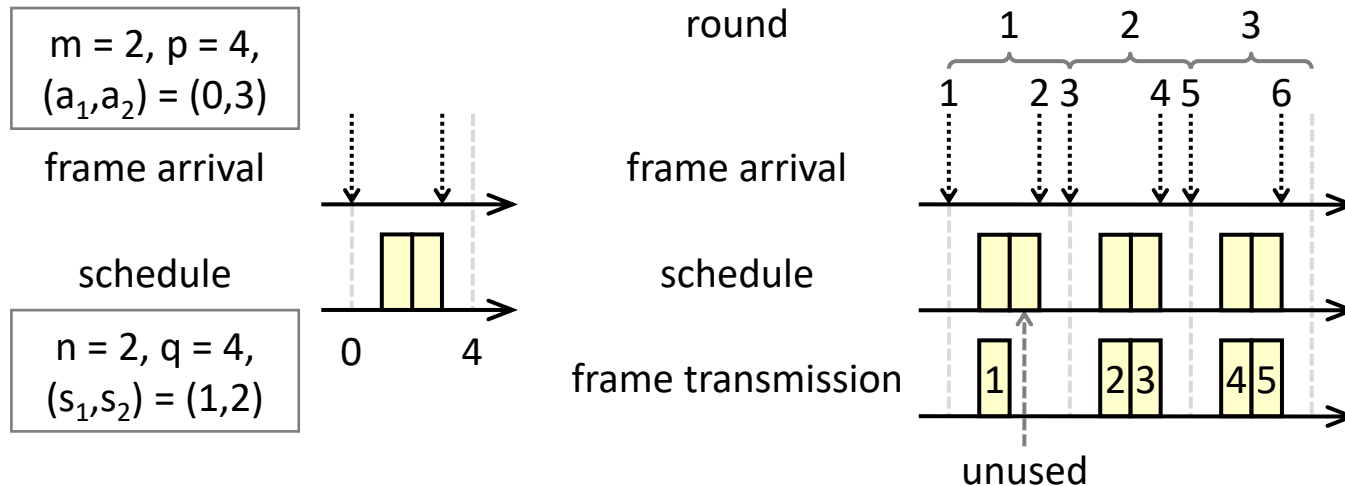 m = 2, p = 4,
(a₁,a₂) = (0,3)
frame arrival
schedule
n = 2, q = 4,
(s₁,s₂) = (1,2)
0 4
round 1 2 3
1 2 3 4 5 6
frame arrival
schedule
frame transmission 1 2 3 4 5
unused